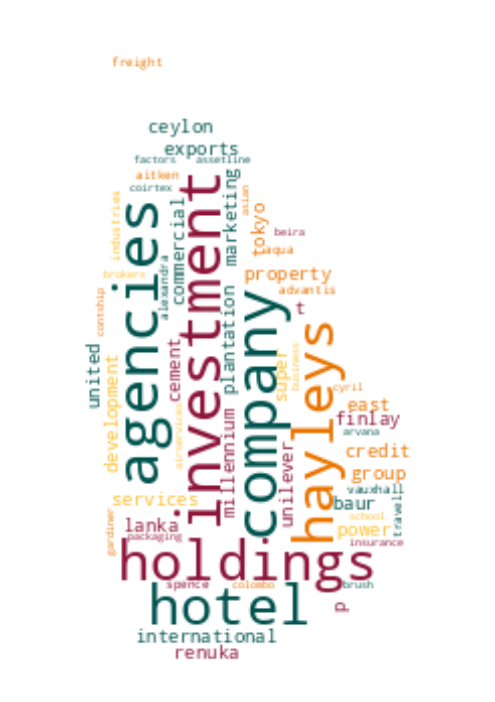 freight
ceylon
exports
factors
assetline
aitken
coirtex
industries
commercial
investment
marketing
asian
tokyo
beira
aqua
agencies
alexandra
brokers
property
advantis
contship
plantation
company
t
hayleys
united
development
cement
super
business
cyril
east
finlay
arvana
airservices
millennium
unilever
credit
group
vauxhall
services
baur
travels
school
lanka
power
gardiner
packaging
insurance
holdings
spence
colombo
brush
hotel
p
international
renuka